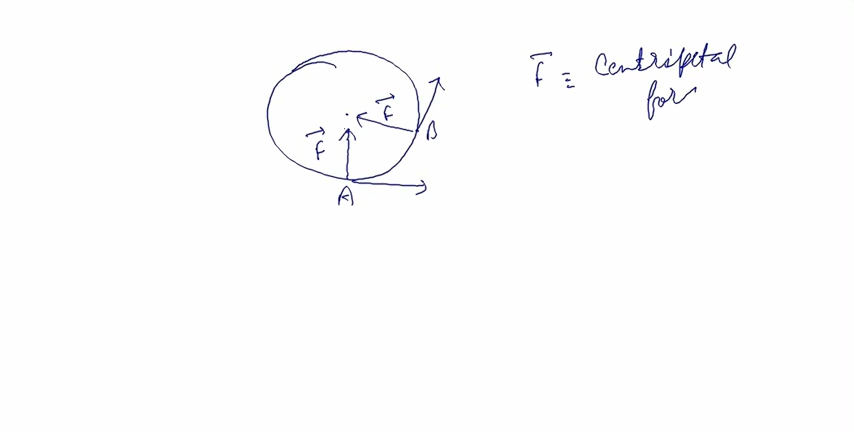 F⃗ ≡ Centripetal
for
F⃗
B
F⃗
A